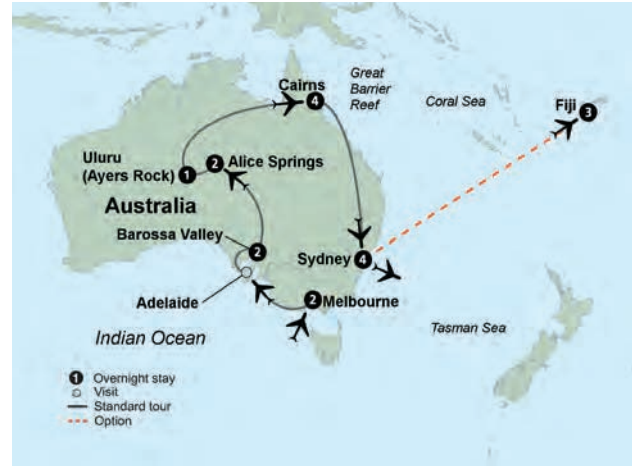 Cairns
4
Great
Barrier
Reef
Coral Sea
Fiji
3
Uluru
(Ayers Rock)
1
2
Alice Springs
Australia
Barossa Valley
2
Sydney
4
Adelaide
2
Melbourne
Indian Ocean
Tasman Sea
1 Overnight stay
Visit
Standard tour
Option